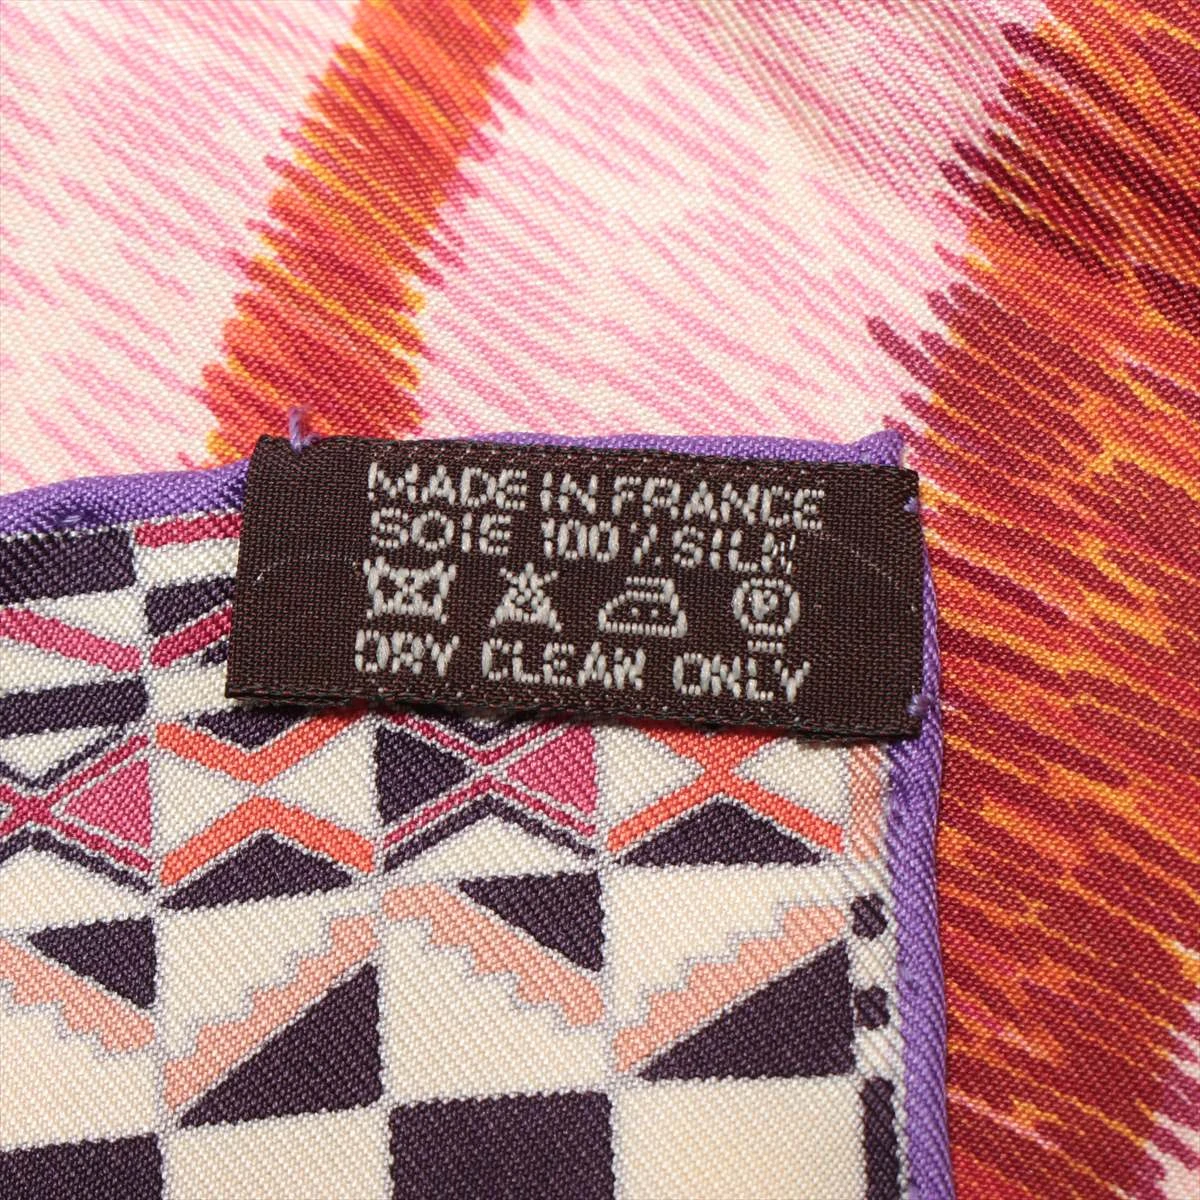 MADE IN FRANCE
SOIE 100% SILK
P
DRY CLEAN ONLY